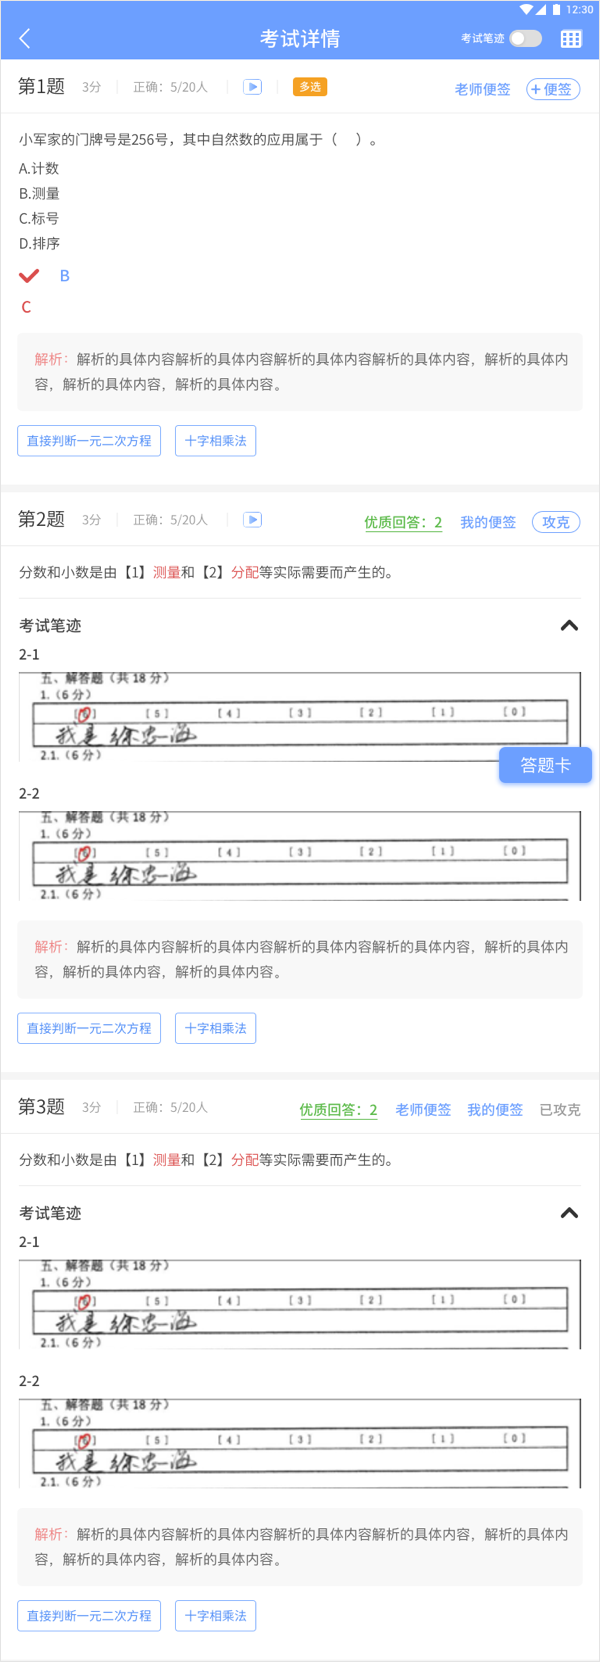 12:30
考试详情 考试笔迹
第1题 3分 正确：5/20人 多选 老师便签 +便签
小军家的门牌号是256号，其中自然数的应用属于（ ）。
A.计数
B.测量
C.标号
D.排序
B
C
解析：解析的具体内容解析的具体内容解析的具体内容解析的具体内容，解析的具体内
容，解析的具体内容，解析的具体内容。
直接判断一元二次方程 十字相乘法
第2题 3分 正确：5/20人 优质回答：2 我的便签 攻克
分数和小数是由【1】测量和【2】分配等实际需要而产生的。
考试笔迹
2-1
五、解答题（共 18 分）
1.（6 分）
[5] [4] [3] [2] [1] [0]
我是 徐忠海
2.1.（6 分）
答题卡
2-2
五、解答题（共 18 分）
1.（6 分）
[5] [4] [3] [2] [1] [0]
我是 徐忠海
2.1.（6 分）
解析：解析的具体内容解析的具体内容解析的具体内容解析的具体内容，解析的具体内
容，解析的具体内容，解析的具体内容。
直接判断一元二次方程 十字相乘法
第3题 3分 正确：5/20人 优质回答：2 老师便签 我的便签 已攻克
分数和小数是由【1】测量和【2】分配等实际需要而产生的。
考试笔迹
2-1
五、解答题（共 18 分）
1.（6 分）
[5] [4] [3] [2] [1] [0]
我是 徐忠海
2.1.（6 分）
2-2
五、解答题（共 18 分）
1.（6 分）
[5] [4] [3] [2] [1] [0]
我是 徐忠海
2.1.（6 分）
解析：解析的具体内容解析的具体内容解析的具体内容解析的具体内容，解析的具体内
容，解析的具体内容，解析的具体内容。
直接判断一元二次方程 十字相乘法